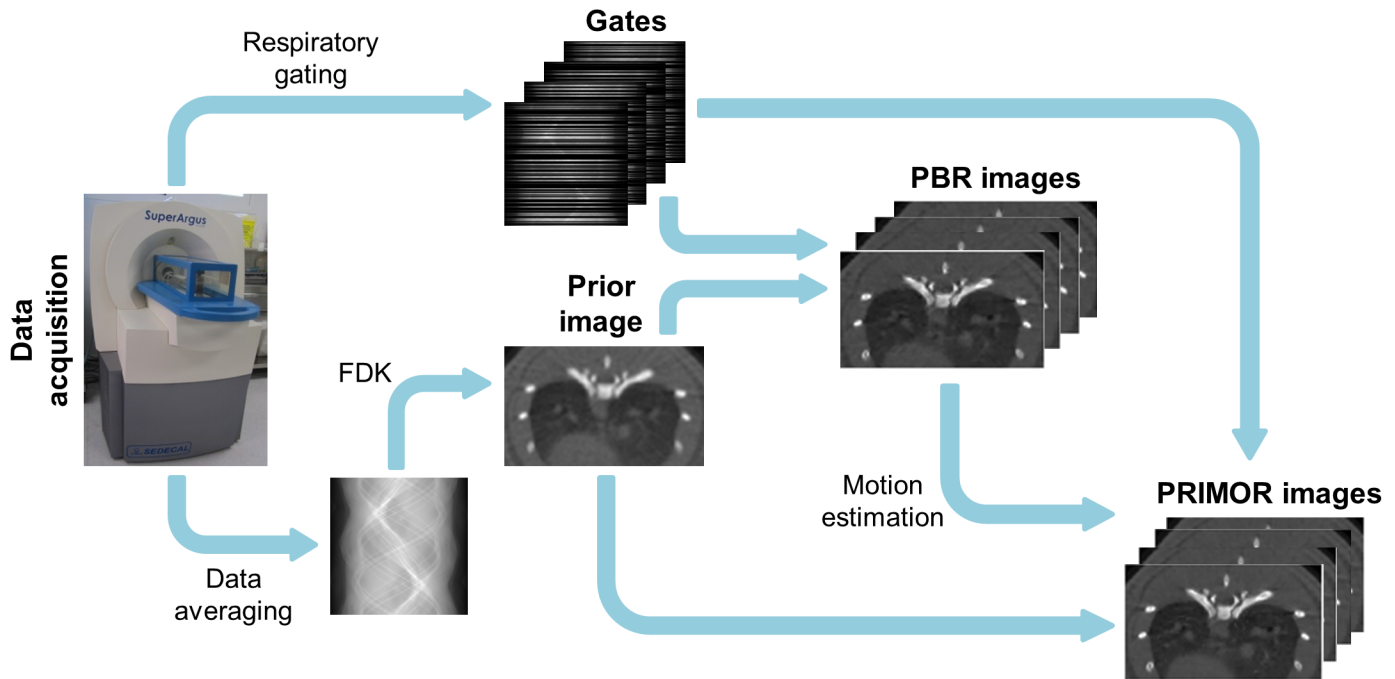 Gates
Respiratory
gating
PBR images
SuperArgus
Data
acquisition
Prior
image
FDK
SEDECAL
Motion
estimation
PRIMOR images
Data
averaging